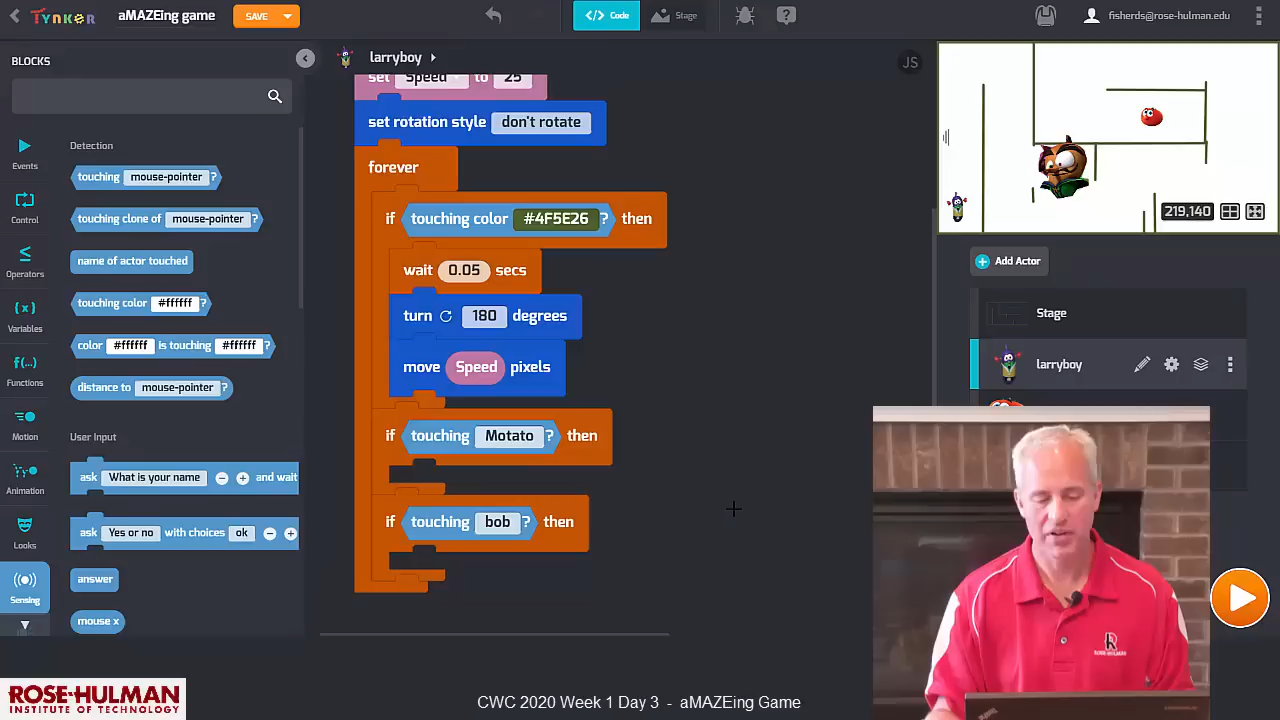 TYNKER
aMAZEing game
SAVE
</> Code
Stage
?
fisherds@rose-hulman.edu
BLOCKS
larryboy
JS
Events
Control
Operators
Variables
Functions
Motion
Animation
Looks
Sensing
Detection
touching mouse-pointer ?
touching clone of mouse-pointer ?
name of actor touched
touching color #ffffff ?
color #ffffff is touching #ffffff ?
distance to mouse-pointer ?
User Input
ask What is your name and wait
ask Yes or no with choices ok
answer
mouse x
set Speed to 25
set rotation style don't rotate
forever
if touching color #4F5E26 ? then
wait 0.05 secs
turn 180 degrees
move Speed pixels
if touching Motato ? then
if touching bob ? then
219,140
Add Actor
Stage
larryboy
ROSE-HULMAN
ROSE-HULMAN
INSTITUTE OF TECHNOLOGY
CWC 2020 Week 1 Day 3 - aMAZEing Game